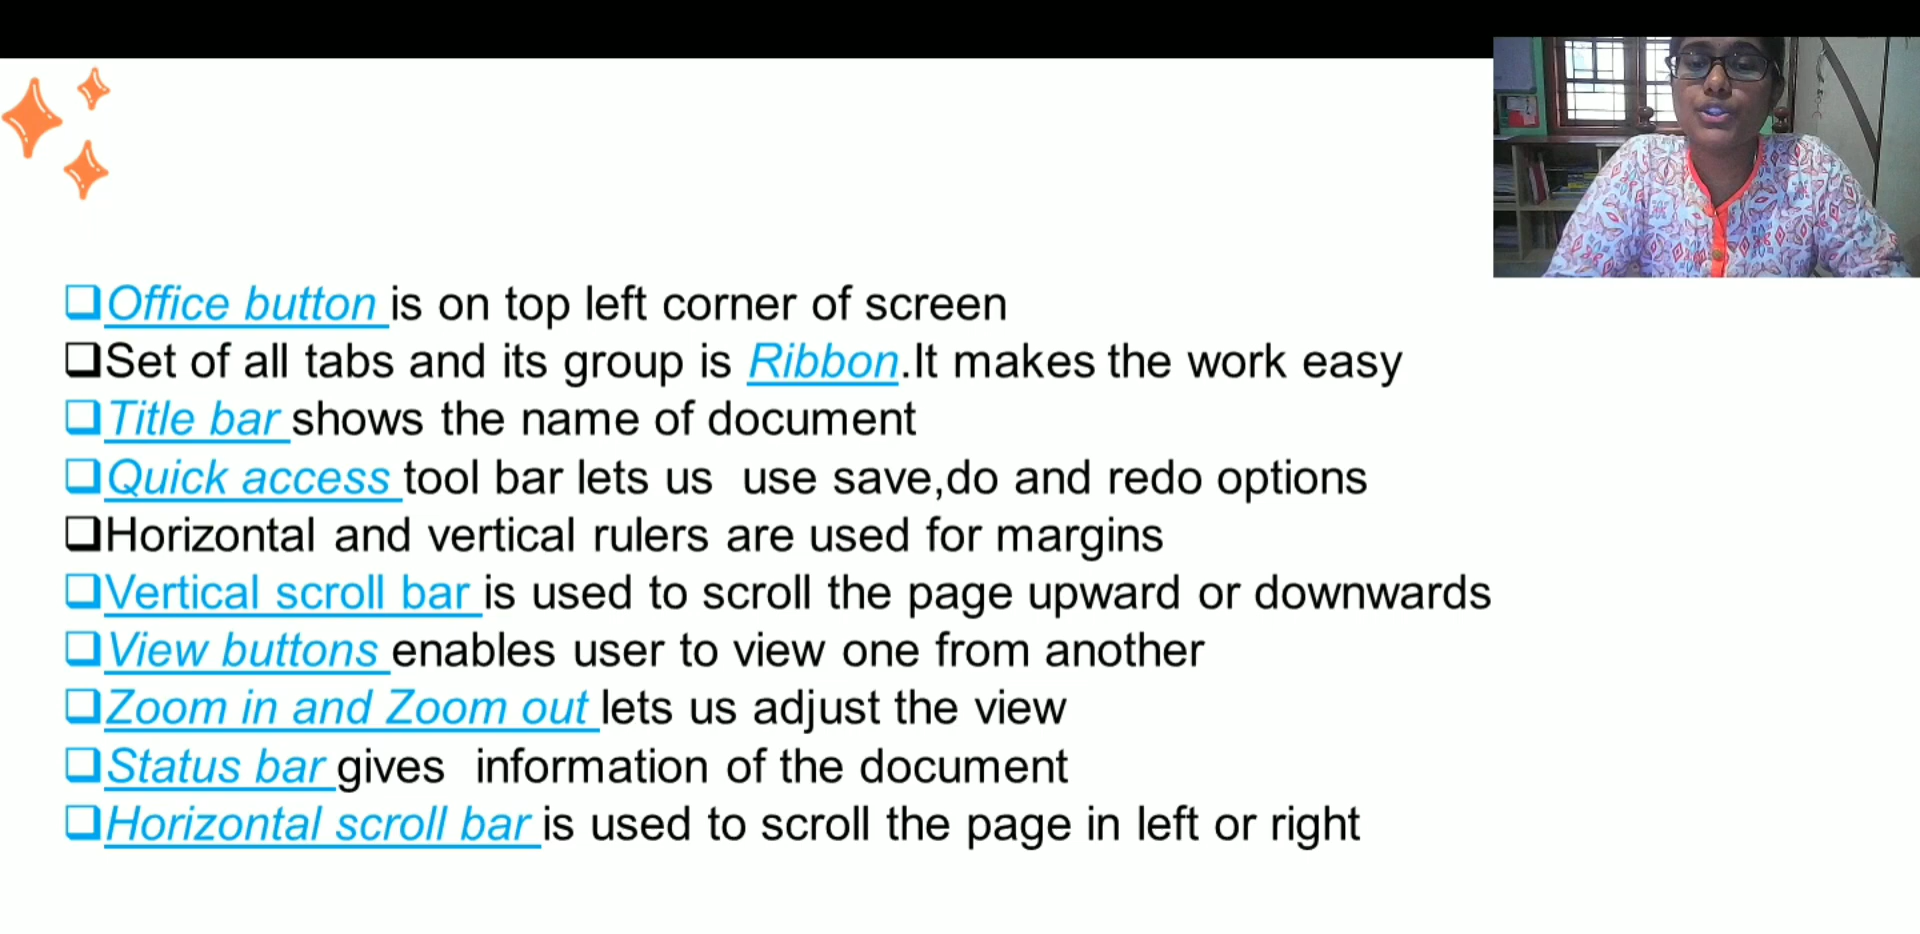 Office button is on top left corner of screen
Set of all tabs and its group is Ribbon.It makes the work easy
Title bar shows the name of document
Quick access tool bar lets us use save,do and redo options
Horizontal and vertical rulers are used for margins
Vertical scroll bar is used to scroll the page upward or downwards
View buttons enables user to view one from another
Zoom in and Zoom out lets us adjust the view
Status bar gives information of the document
Horizontal scroll bar is used to scroll the page in left or right